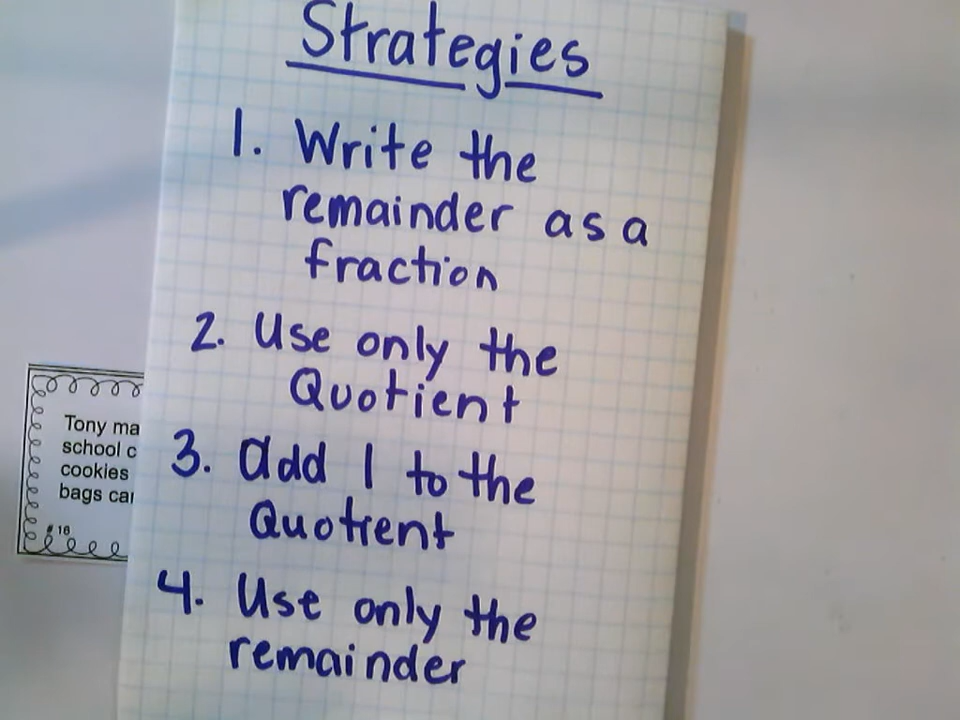 Strategies
1. Write the
remainder as a
fraction
2. Use only the
Quotient
3. add 1 to the
Quotient
4. Use only the
remainder
Tony ma
school c
cookies
bags car
#16